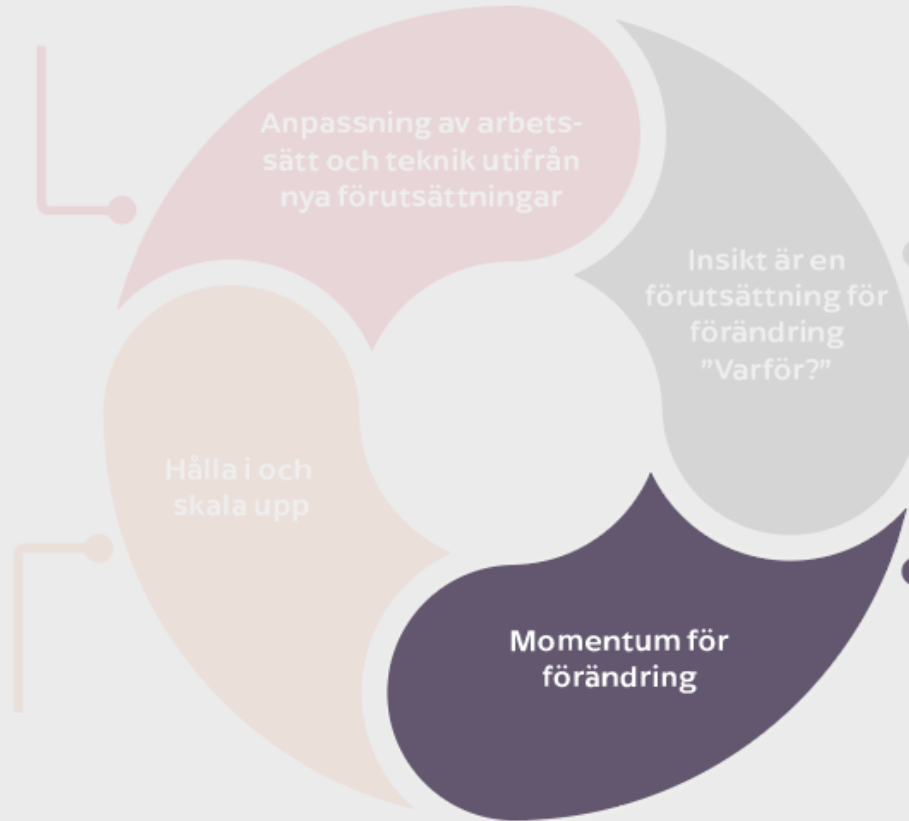 Anpassning av arbets-
sätt och teknik utifrån
nya förutsättningar
Insikt är en
förutsättning för
förändring
"Varför?"
Hålla i och
skala upp
Momentum för
förändring